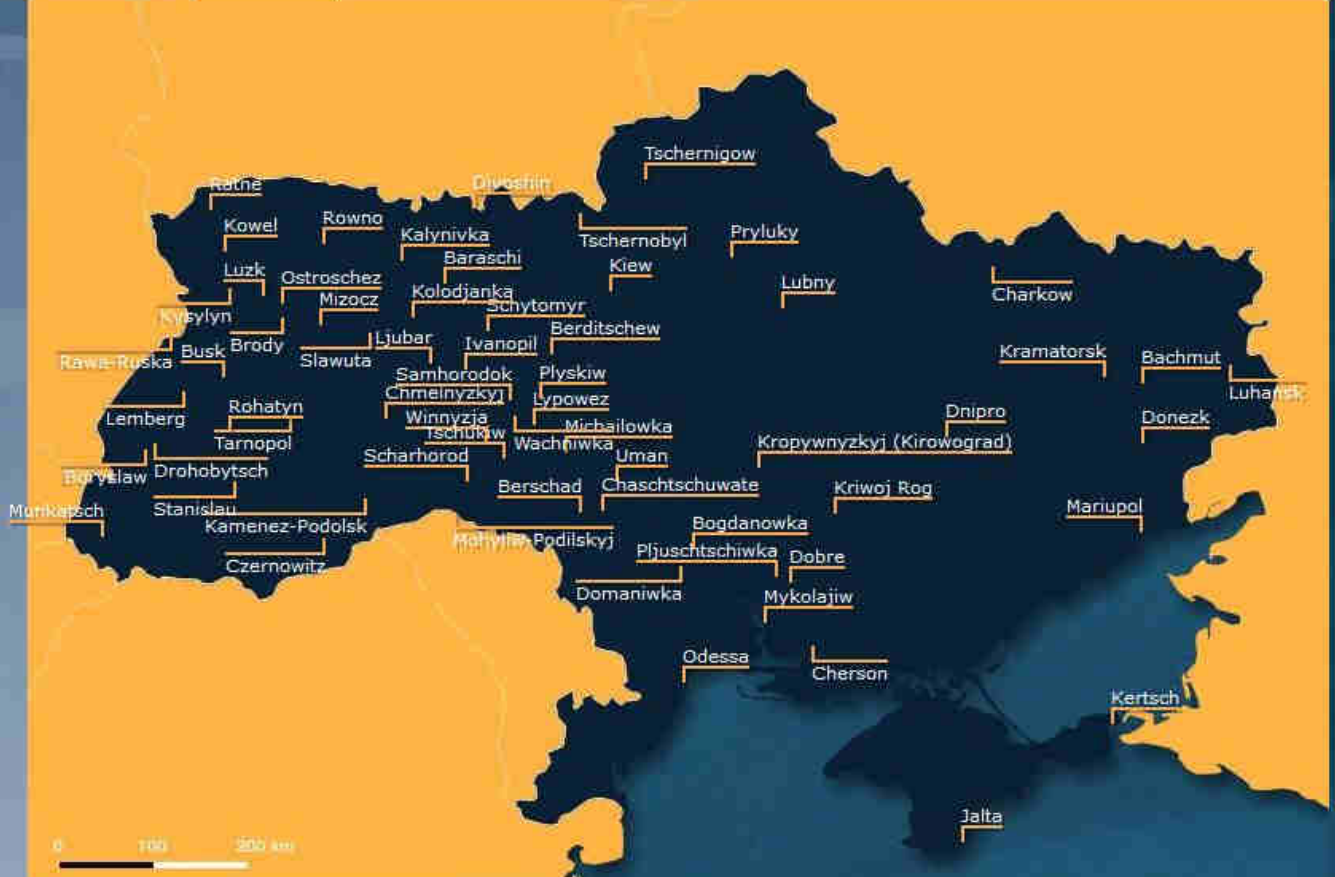 Tschernigow
Ratne
Divoshin
Kowel
Rowno
Kalynivka
Tschernobyl
Pryluky
Baraschi
Kiew
Luzk
Ostroschez
Lubny
Charkow
Mizocz
Kolodjanka
Schytomyr
Kysylyn
Berditschew
Brody
Ljubar
Ivanopil
Rawa-Ruska
Busk
Slawuta
Kramatorsk
Bachmut
Samhorodok
Plyskiw
Luhansk
Chmelnyzkyj
Lypowez
Lemberg
Rohatyn
Winnyzja
Dnipro
Donezk
Tarnopol
Tschukiw
Wachniwka
Michailowka
Kropywnyzkyj (Kirowograd)
Boryslaw
Drohobytsch
Scharhorod
Uman
Berschad
Chaschtschuwate
Kriwoj Rog
Munkatsch
Stanislau
Mariupol
Kamenez-Podolsk
Bogdanowka
Mohyliw-Podilskyj
Pljuschtschiwka
Dobre
Czernowitz
Domaniwka
Mykolajiw
Odessa
Cherson
Kertsch
Jalta
0 100 200 km